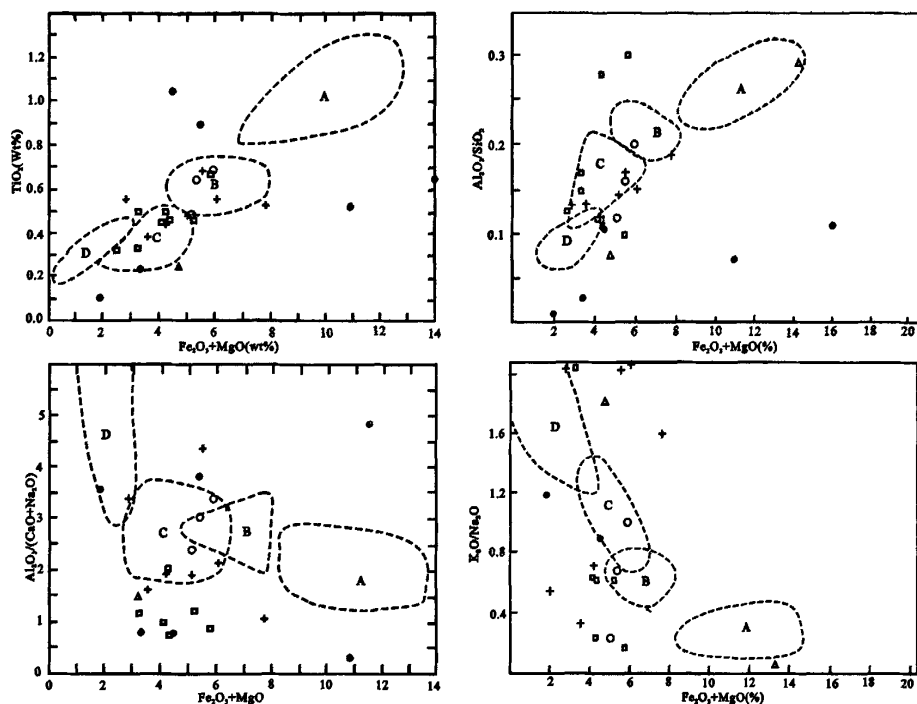 TiO₂(Wt%)
1.2
1.0
0.8
0.6
0.4
0.2
0.0
A
B
C
D
0 2 4 6 8 10 12 14
Fe₂O₃+MgO(wt%)
Al₂O₃/SiO₂
0.3
0.2
0.1
A
B
C
D
0 2 4 6 8 10 12 14 16 18 20
Fe₂O₃+MgO(%)
Al₂O₃/(CaO+Na₂O)
5
4
3
2
1
0
D
C
B
A
0 2 4 6 8 10 12 14
Fe₂O₃+MgO
K₂O/Na₂O
1.6
1.2
0.8
0.4
D
C
B
A
0 2 4 6 8 10 12 14 16 18 20
Fe₂O₃+MgO(%)